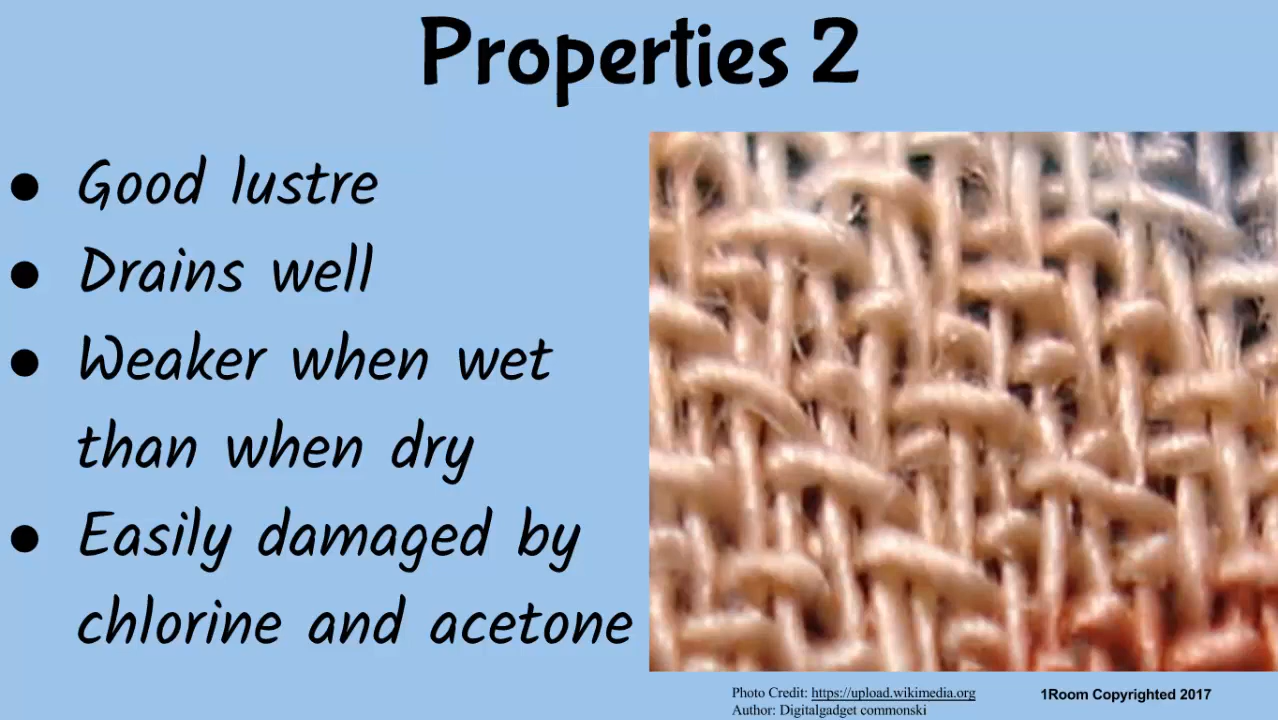 Properties 2
● Good lustre
● Drains well
● Weaker when wet
than when dry
● Easily damaged by
chlorine and acetone
Photo Credit: https://upload.wikimedia.org
Author: Digitalgadget commonski
1Room Copyrighted 2017